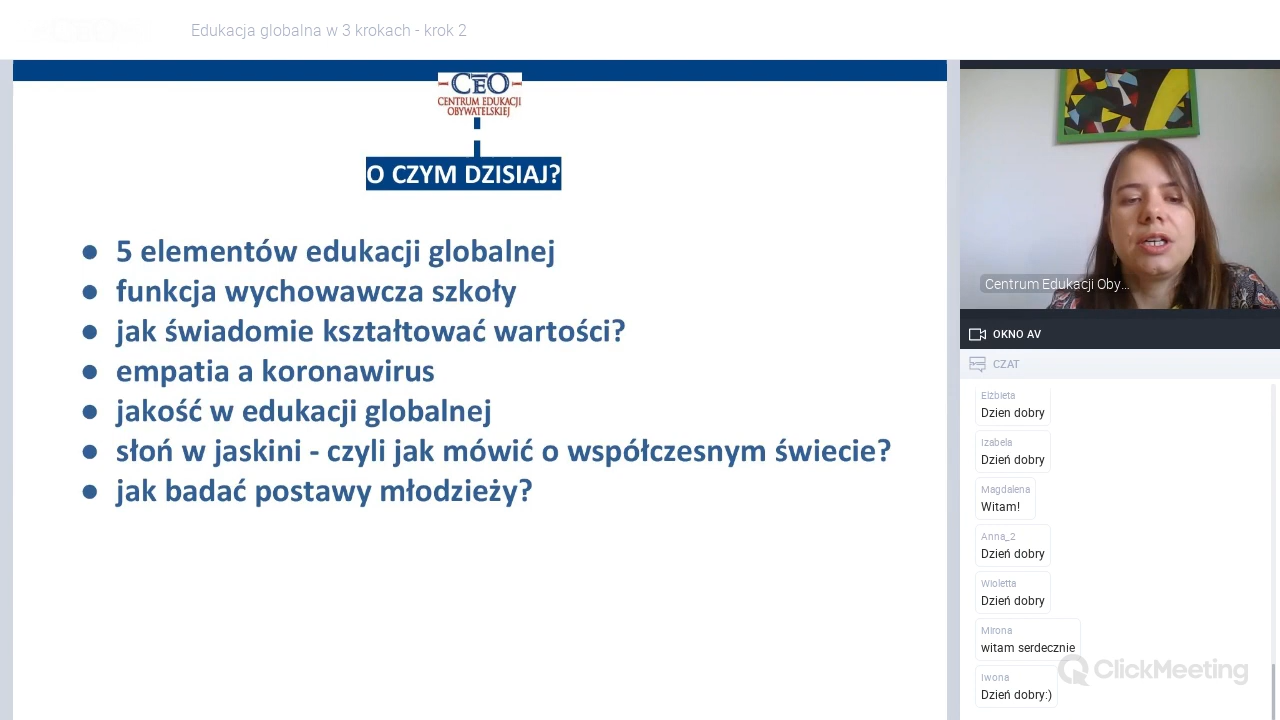 Edukacja globalna w 3 krokach - krok 2
CEO
CENTRUM EDUKACJI
OBYWATELSKIEJ
O CZYM DZISIAJ?
● 5 elementów edukacji globalnej
● funkcja wychowawcza szkoły
● jak świadomie kształtować wartości?
● empatia a koronawirus
● jakość w edukacji globalnej
● słoń w jaskini - czyli jak mówić o współczesnym świecie?
● jak badać postawy młodzieży?
Centrum Edukacji Oby...
OKNO AV
CZAT
Elżbieta
Dzien dobry
Izabela
Dzień dobry
Magdalena
Witam!
Anna_2
Dzień dobry
Wioletta
Dzień dobry
Mirona
witam serdecznie
Iwona
Dzień dobry:)
ClickMeeting